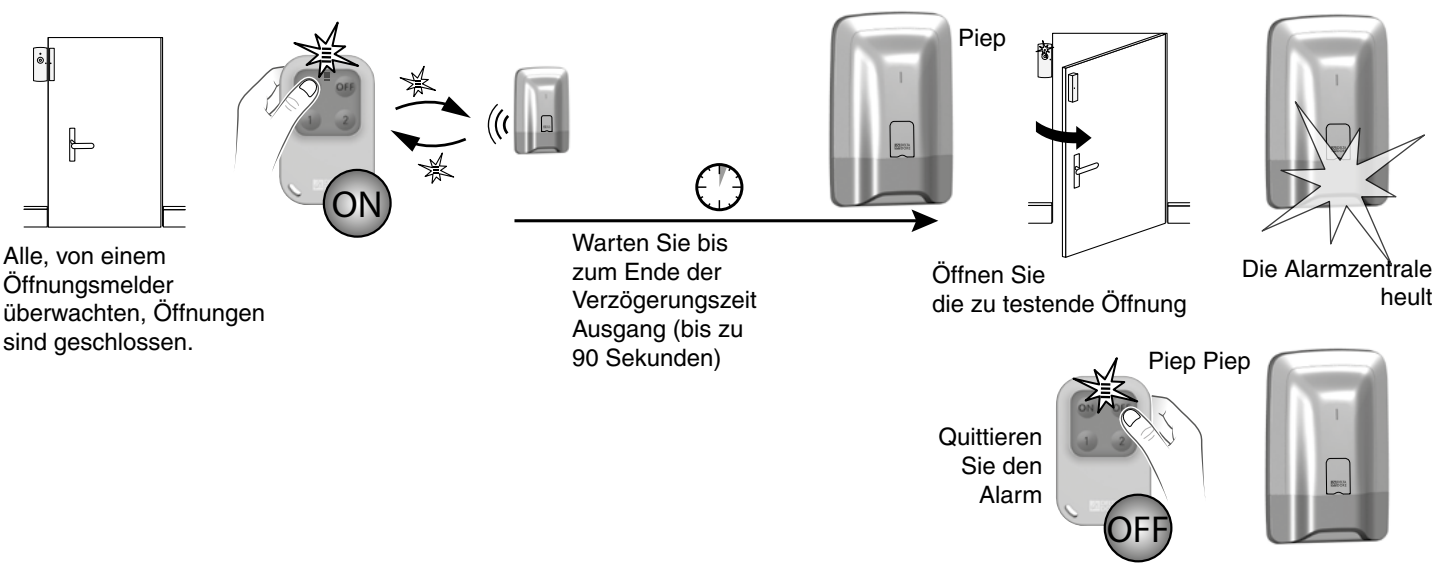 Alle, von einem
Öffnungsmelder
überwachten, Öffnungen
sind geschlossen.
OFF
1 2
ON
Warten Sie bis
zum Ende der
Verzögerungszeit
Ausgang (bis zu
90 Sekunden)
Piep
Öffnen Sie
die zu testende Öffnung
Die Alarmzentrale
heult
Quittieren
Sie den
Alarm
ON OFF
1 2
OFF
Piep Piep